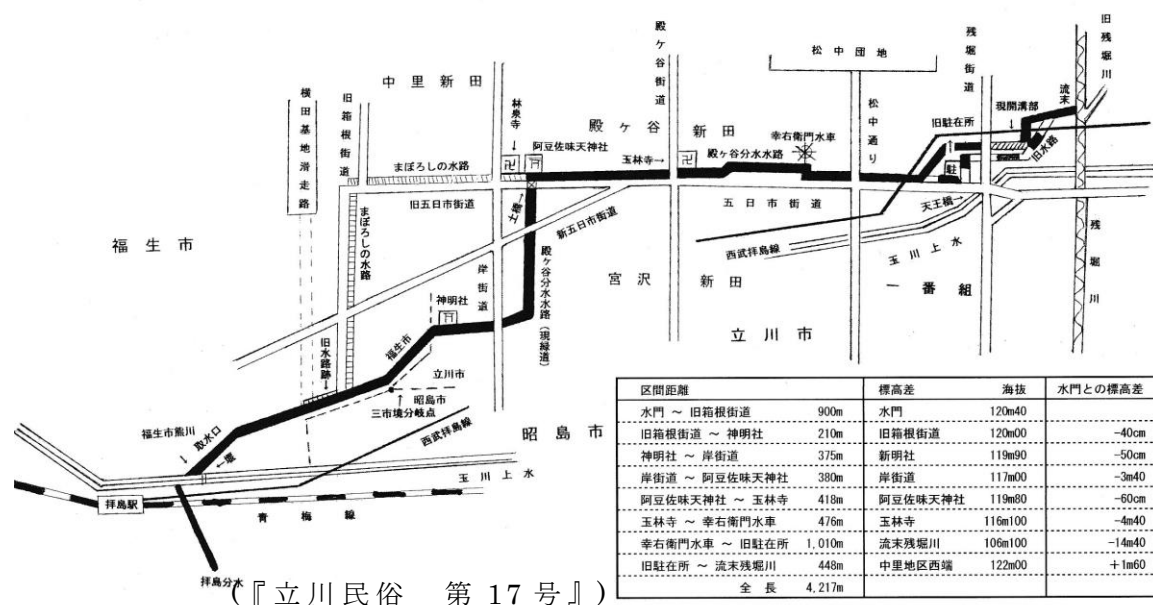 旧残堀川
殿ヶ谷街道
松中団地
残堀街道
流末
中里新田
横田基地滑走路
旧箱根街道
林泉寺
現開溝部
殿ヶ谷新田
旧駐在所
松中通り
幸右衛門水車
阿豆佐味天神社
玉林寺→
殿ヶ谷分水水路
旧水路
まぼろしの水路
駐
旧五日市街道
土橋→
五日市街道
天王橋→
新五日市街道
まぼろしの水路
福生市
西武拝島線
玉川上水
残堀川
岸街道
殿ヶ谷分水水路(現緑道)
宮沢新田
一番組
神明社
立川市
福生市
旧水路跡→
立川市
昭島市
三市境分岐点
福生市熊川
取水口
西武拝島線
昭島市
玉川上水
拝島駅
青梅線
拝島分水
区間距離 標高差 海抜 水門との標高差
水門 ~ 旧箱根街道 900m 水門 120m40
旧箱根街道 ~ 神明社 210m 旧箱根街道 120m00 -40cm
神明社 ~ 岸街道 375m 新明社 119m90 -50cm
岸街道 ~ 阿豆佐味天神社 380m 岸街道 117m00 -3m40
阿豆佐味天神社 ~ 玉林寺 418m 阿豆佐味天神社 119m80 -60cm
玉林寺 ~ 幸右衛門水車 476m 玉林寺 116m100 -4m40
幸右衛門水車 ~ 旧駐在所 1,010m 流末残堀川 106m100 -14m40
旧駐在所 ~ 流末残堀川 448m 中里地区西端 122m00 +1m60
全長 4,217m
(『立川民俗 第17号』)